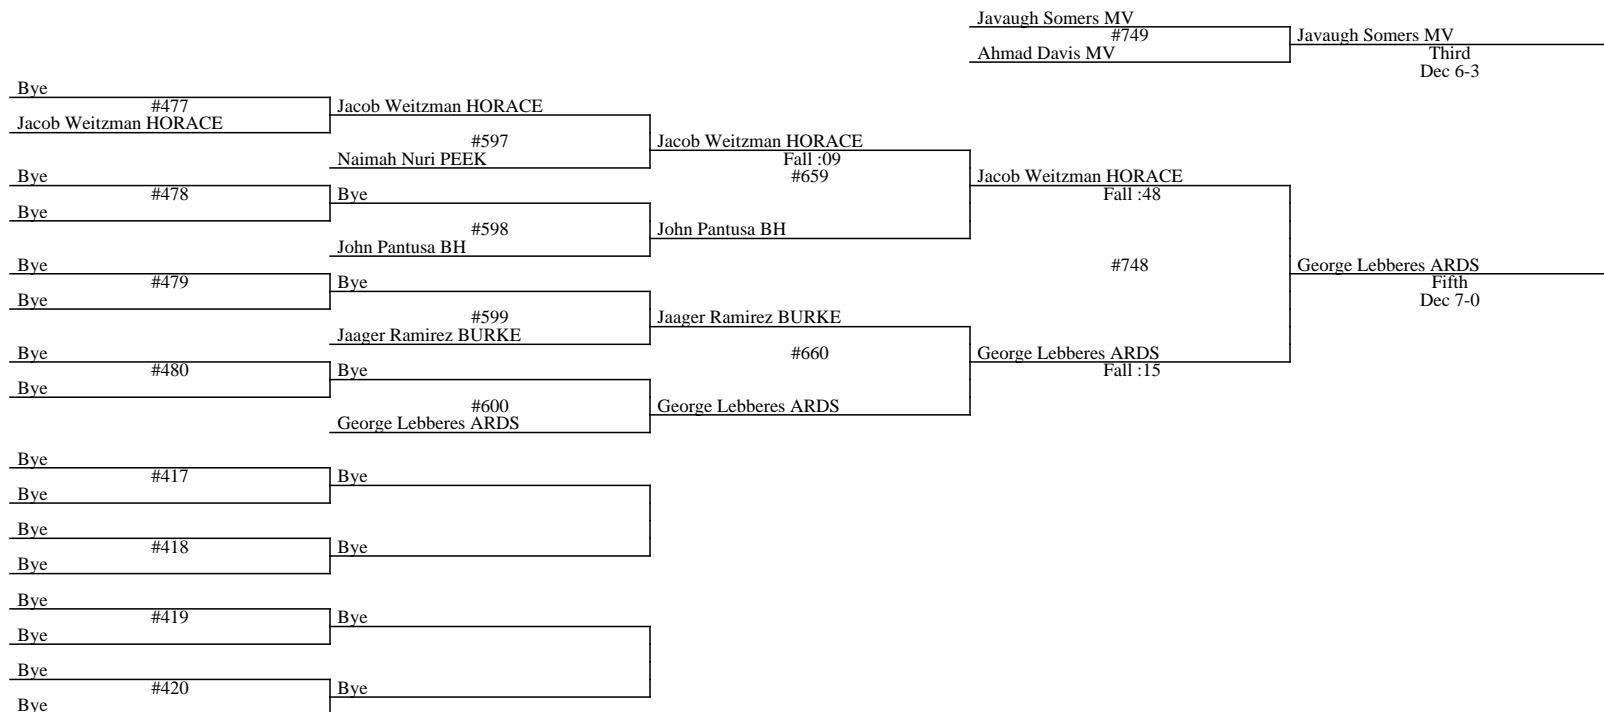 Javaugh Somers MV
#749
Ahmad Davis MV
Javaugh Somers MV
Third
Dec 6-3
Bye
#477
Jacob Weitzman HORACE
Jacob Weitzman HORACE
#597
Naimah Nuri PEEK
Jacob Weitzman HORACE
Fall :09
#659
Bye
#478
Bye
Bye
#598
John Pantusa BH
John Pantusa BH
Jacob Weitzman HORACE
Fall :48
#748
Bye
#479
Bye
Bye
#599
Jaager Ramirez BURKE
Jaager Ramirez BURKE
#660
Bye
#480
Bye
Bye
#600
George Lebberes ARDS
George Lebberes ARDS
George Lebberes ARDS
Fall :15
George Lebberes ARDS
Fifth
Dec 7-0
Bye
#417
Bye
Bye
Bye
#418
Bye
Bye
Bye
#419
Bye
Bye
Bye
#420
Bye
Bye